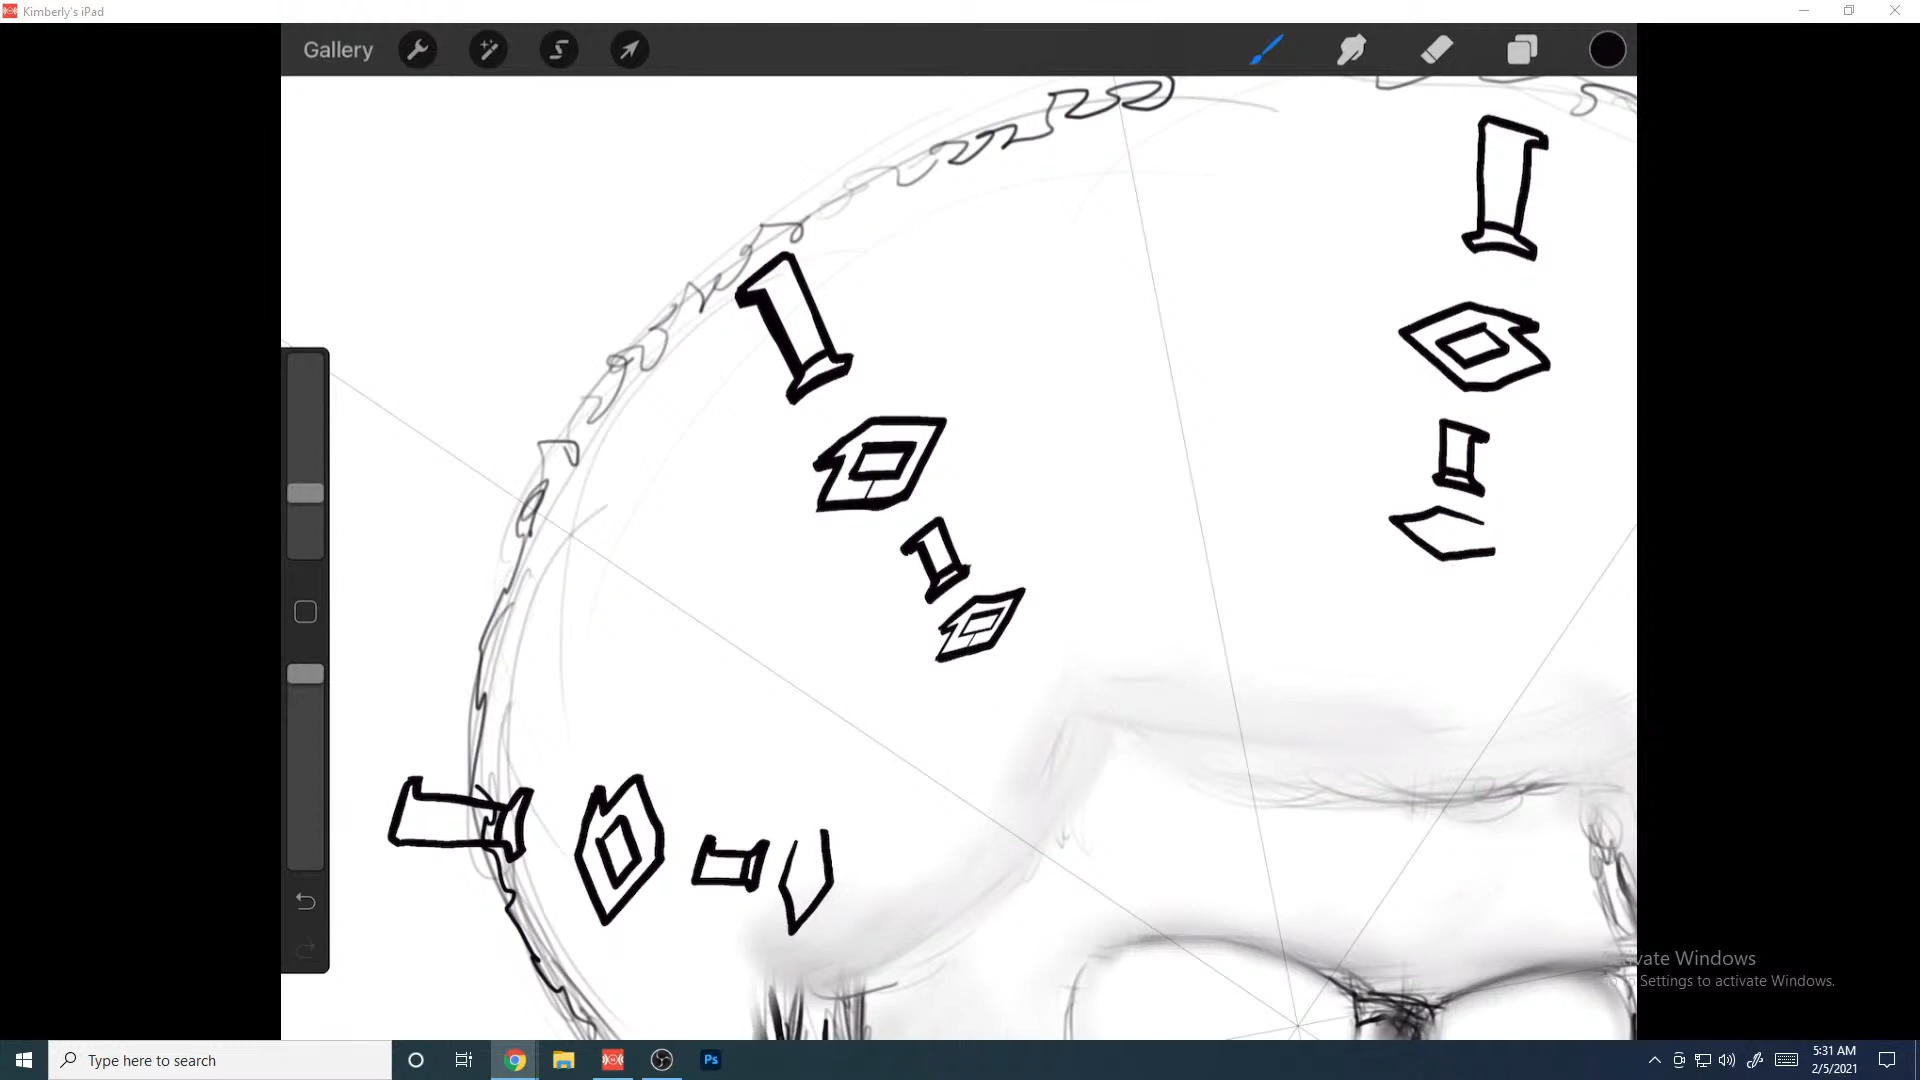 Kimberly's iPad
Gallery
vate Windows
Settings to activate Windows.
Type here to search
Ps
5:31 AM
2/5/2021